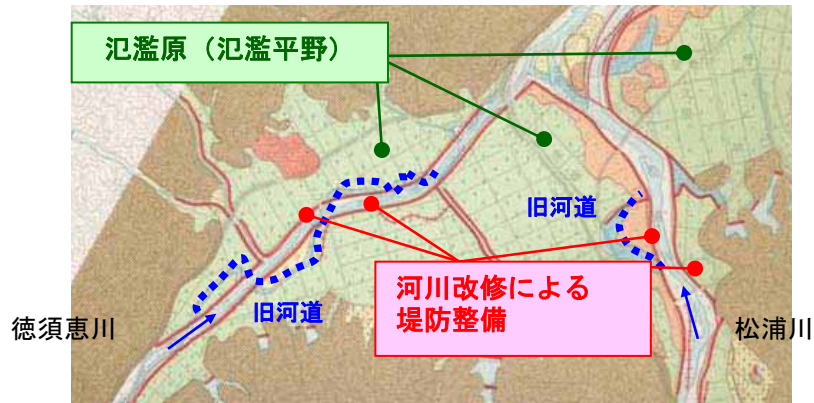 氾濫原（氾濫平野）
旧河道
河川改修による
堤防整備
旧河道
徳須恵川
松浦川